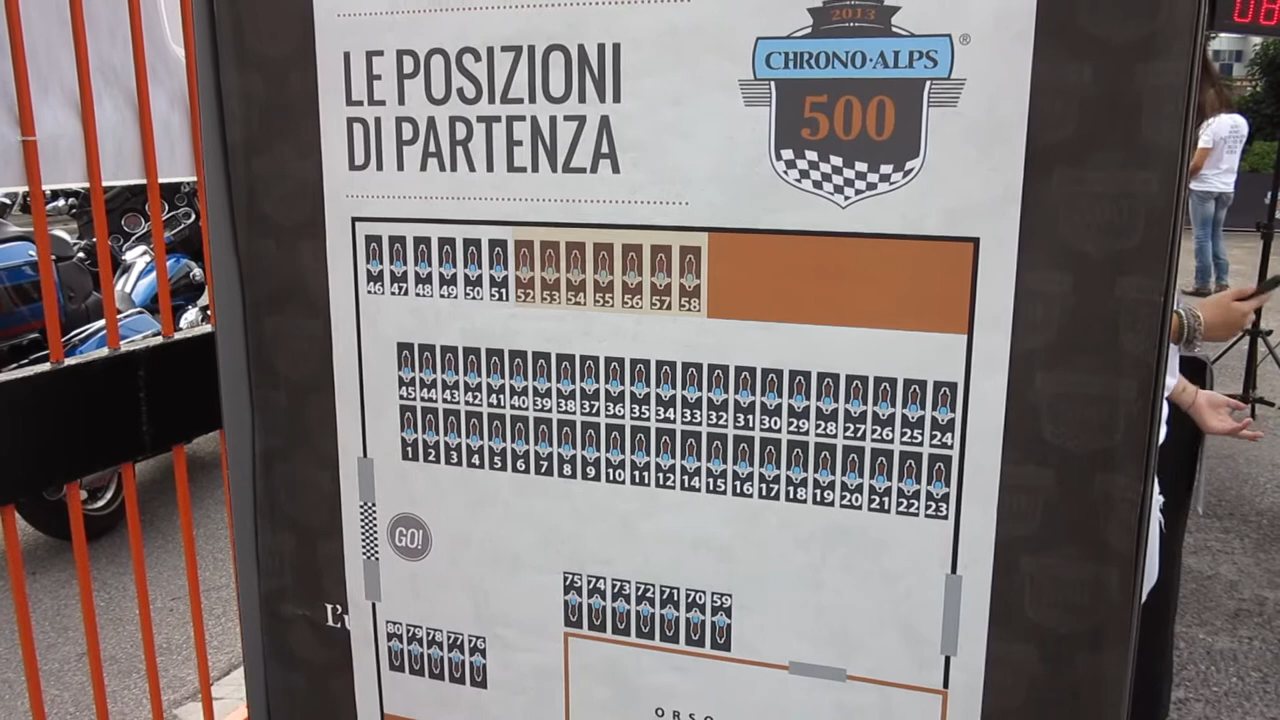 08
2013
CHRONO·ALPS ®
500
LE POSIZIONI
DI PARTENZA
46 47 48 49 50 51 52 53 54 55 56 57 58
45 44 43 42 41 40 39 38 37 36 35 34 33 32 31 30 29 28 27 26 25 24
1 2 3 4 5 6 7 8 9 10 11 12 14 15 16 17 18 19 20 21 22 23
GO!
75 74 73 72 71 70 59
80 79 78 77 76
ORSO